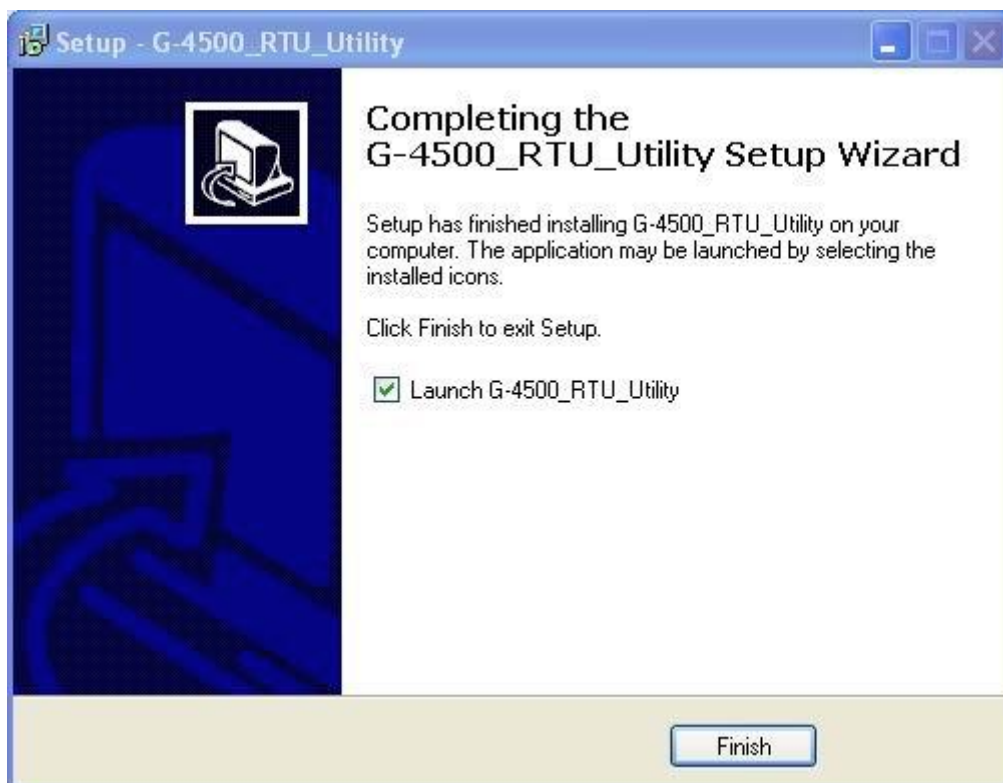 Setup - G-4500_RTU_Utility
Completing the
G-4500_RTU_Utility Setup Wizard
Setup has finished installing G-4500_RTU_Utility on your
computer. The application may be launched by selecting the
installed icons.
Click Finish to exit Setup.
Launch G-4500_RTU_Utility
Finish